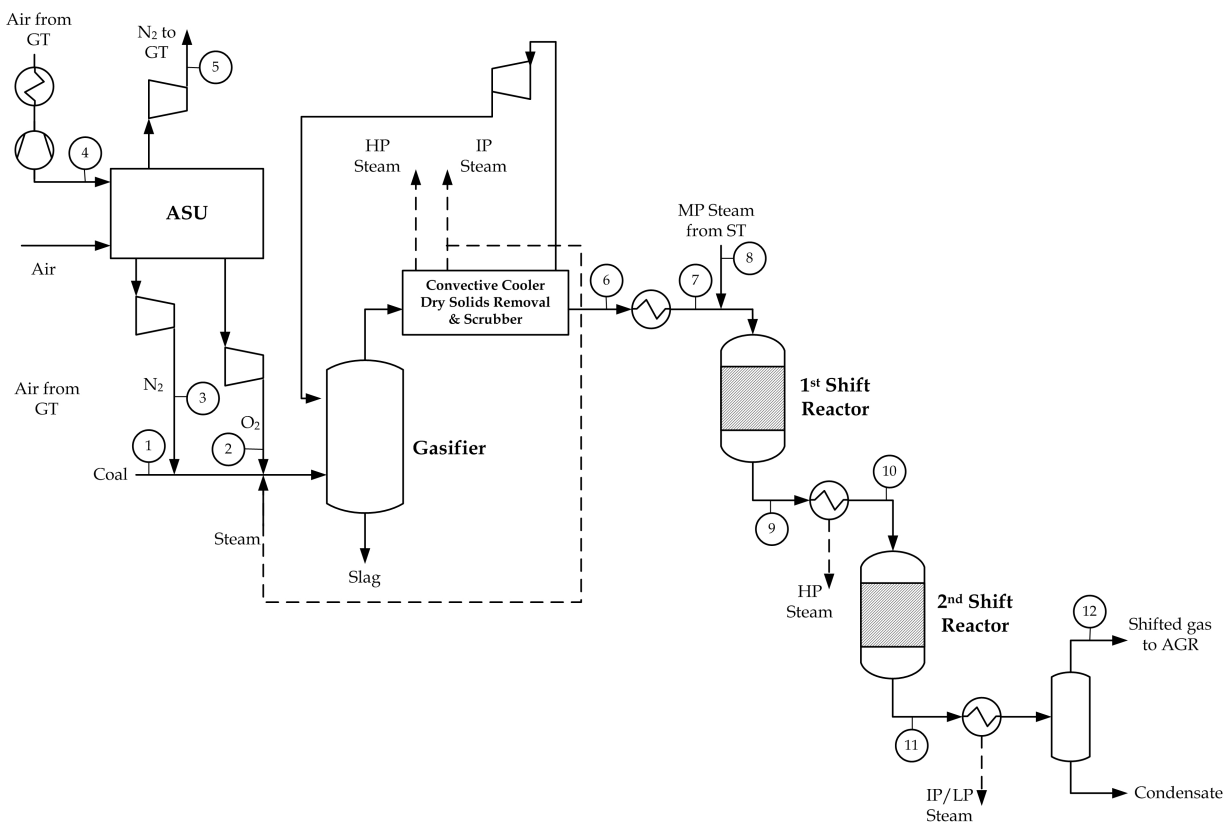 Air from
GT
N₂ to
GT
5
4
ASU
Air
HP
Steam
IP
Steam
MP Steam
from ST
8
6
7
Convective Cooler
Dry Solids Removal
& Scrubber
1st Shift
Reactor
Air from
GT
N₂
3
O₂
2
1
Coal
Gasifier
Steam
Slag
9
10
HP
Steam
2nd Shift
Reactor
12
Shifted gas
to AGR
11
IP/LP
Steam
Condensate